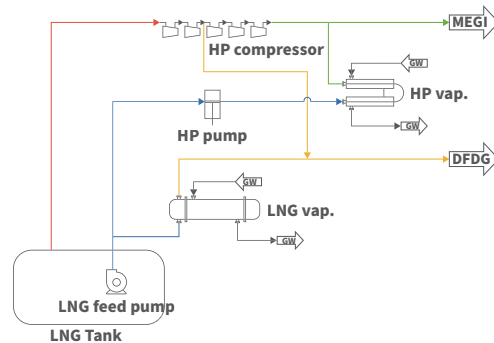 MEGI
HP compressor
GW
HP vap.
GW
HP pump
DFDG
GW
LNG vap.
GW
LNG feed pump
LNG Tank